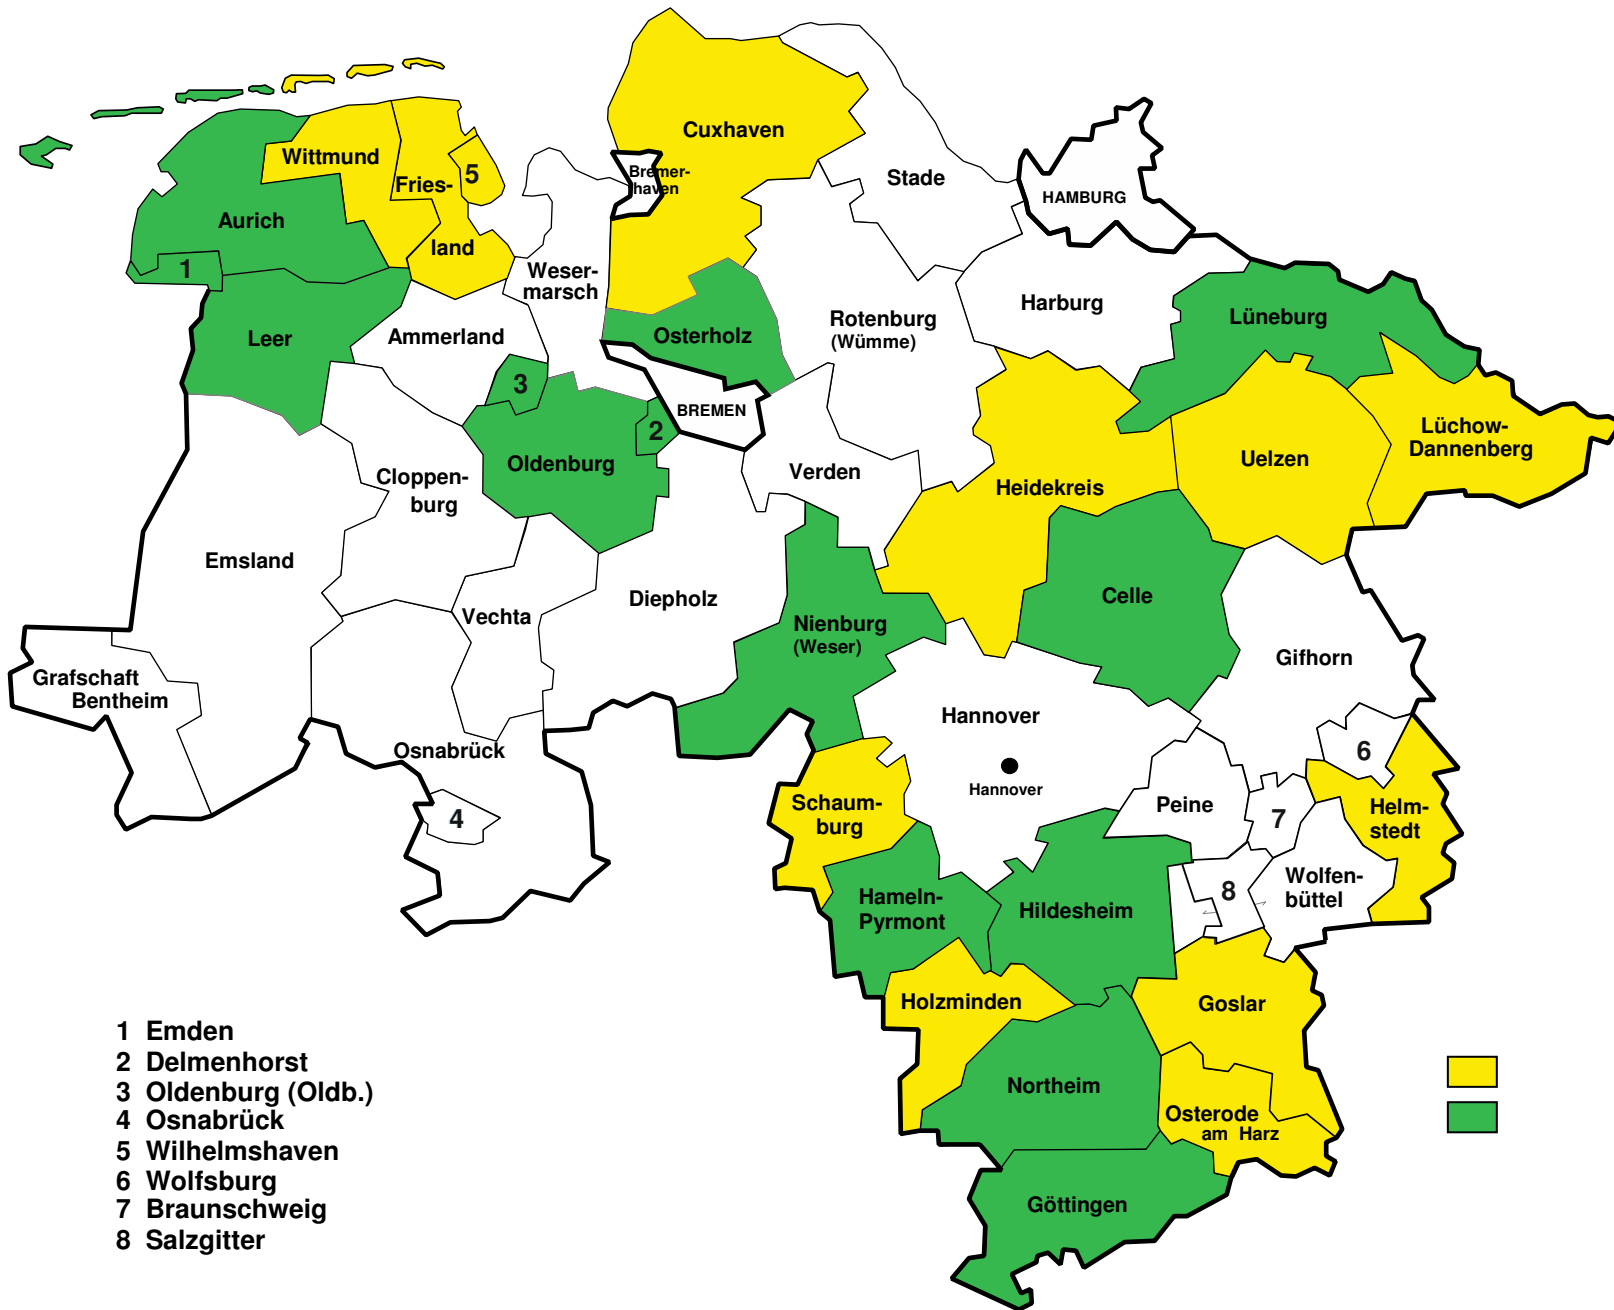 Cuxhaven
Wittmund
Fries-
land
5
Bremer-
haven
Stade
HAMBURG
Aurich
1
Weser-
marsch
Harburg
Lüneburg
Leer
Ammerland
Osterholz
Rotenburg
(Wümme)
3
BREMEN
2
Lüchow-
Dannenberg
Oldenburg
Verden
Uelzen
Cloppen-
burg
Heidekreis
Emsland
Vechta
Diepholz
Celle
Nienburg
(Weser)
Gifhorn
Grafschaft
Bentheim
Hannover
Hannover
Osnabrück
6
4
Schaum-
burg
Peine
7
Helm-
stedt
Hameln-
Pyrmont
Hildesheim
8
Wolfen-
büttel
Holzminden
Goslar
Northeim
Osterode
am Harz
Göttingen
1 Emden
2 Delmenhorst
3 Oldenburg (Oldb.)
4 Osnabrück
5 Wilhelmshaven
6 Wolfsburg
7 Braunschweig
8 Salzgitter